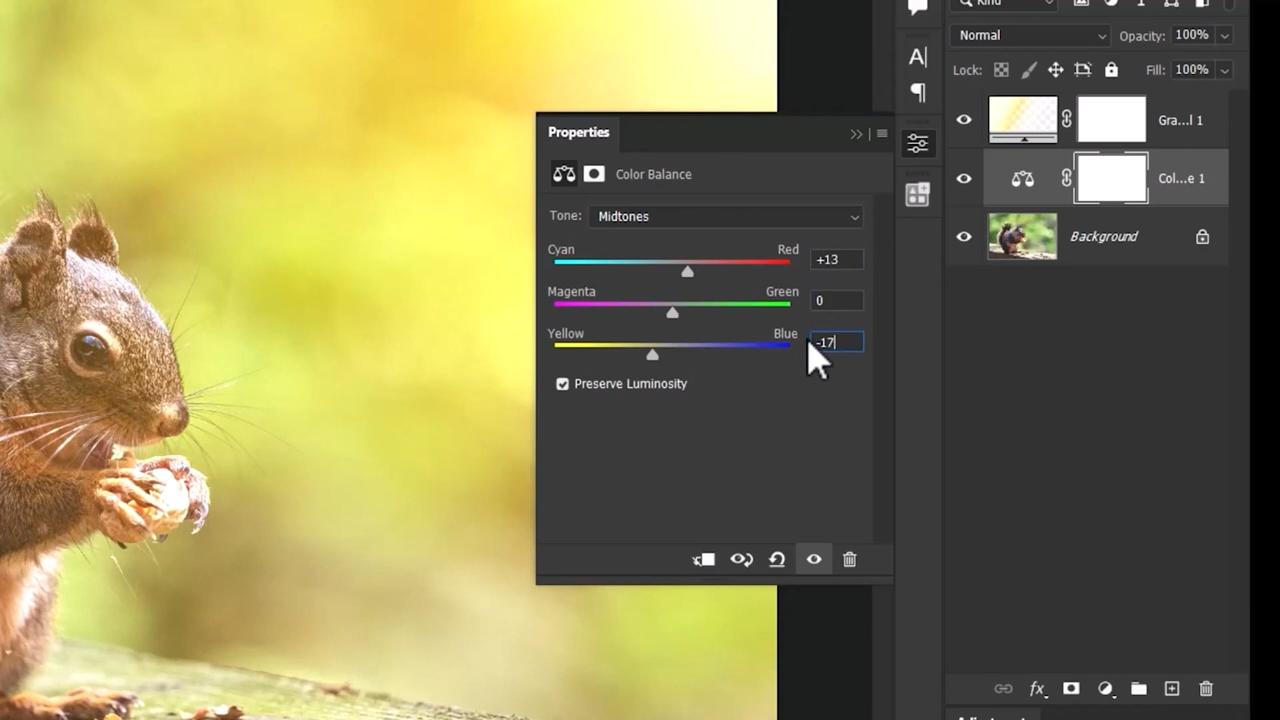 Kind
Normal
Opacity: 100%
Lock:
Fill: 100%
Properties
Color Balance
Tone: Midtones
Cyan Red +13
Magenta Green 0
Yellow Blue -17
Preserve Luminosity
Gra...l 1
Col...e 1
Background